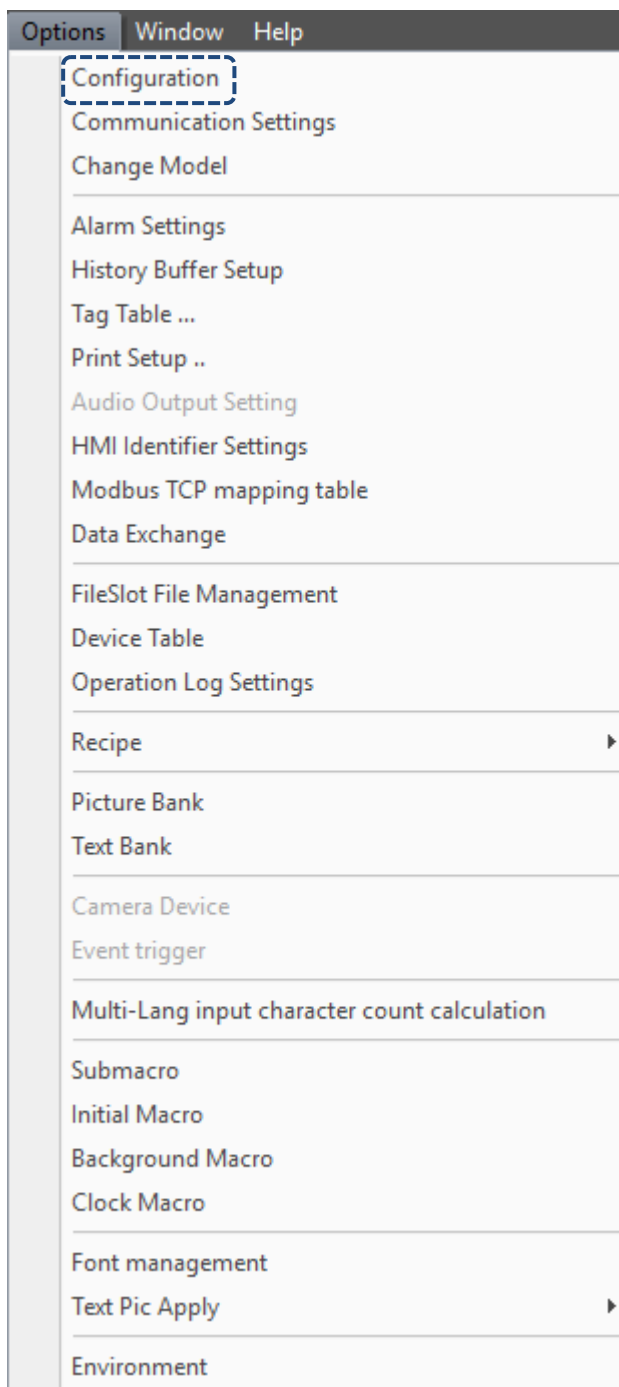 Options Window Help
Configuration
Communication Settings
Change Model
Alarm Settings
History Buffer Setup
Tag Table ...
Print Setup ..
Audio Output Setting
HMI Identifier Settings
Modbus TCP mapping table
Data Exchange
FileSlot File Management
Device Table
Operation Log Settings
Recipe
Picture Bank
Text Bank
Camera Device
Event trigger
Multi-Lang input character count calculation
Submacro
Initial Macro
Background Macro
Clock Macro
Font management
Text Pic Apply
Environment